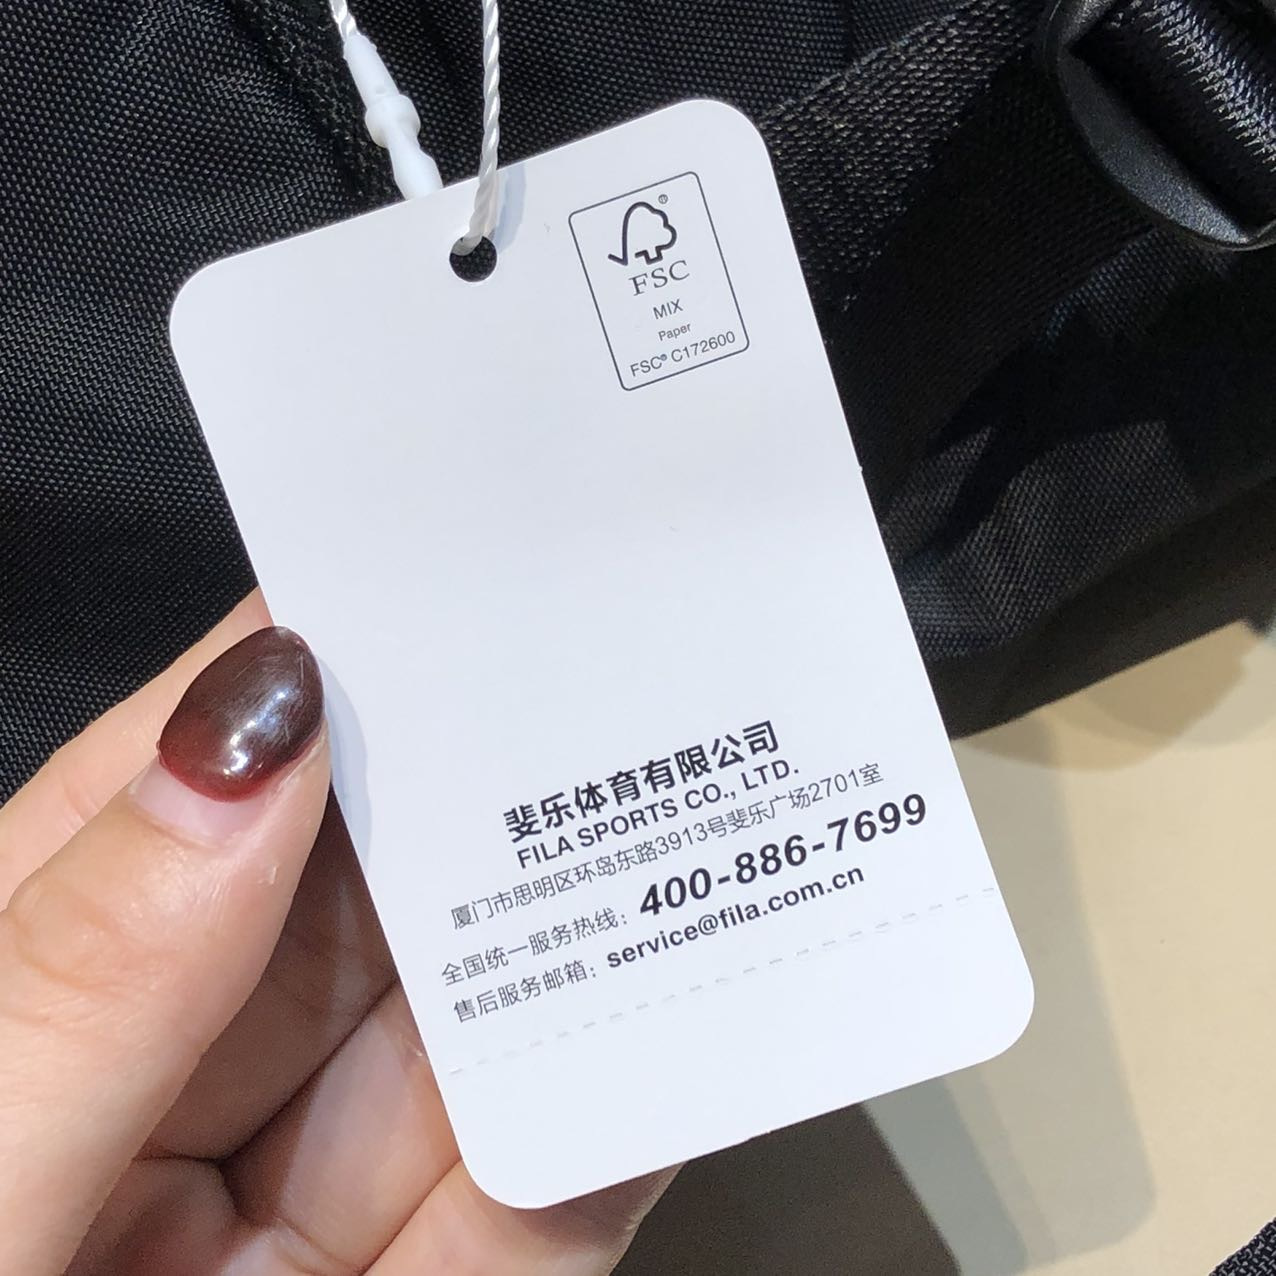 ®
FSC
MIX
Paper
FSC® C172600
斐乐体育有限公司
FILA SPORTS CO., LTD.
厦门市思明区环岛东路3913号斐乐广场2701室
全国统一服务热线：400-886-7699
售后服务邮箱：service@fila.com.cn